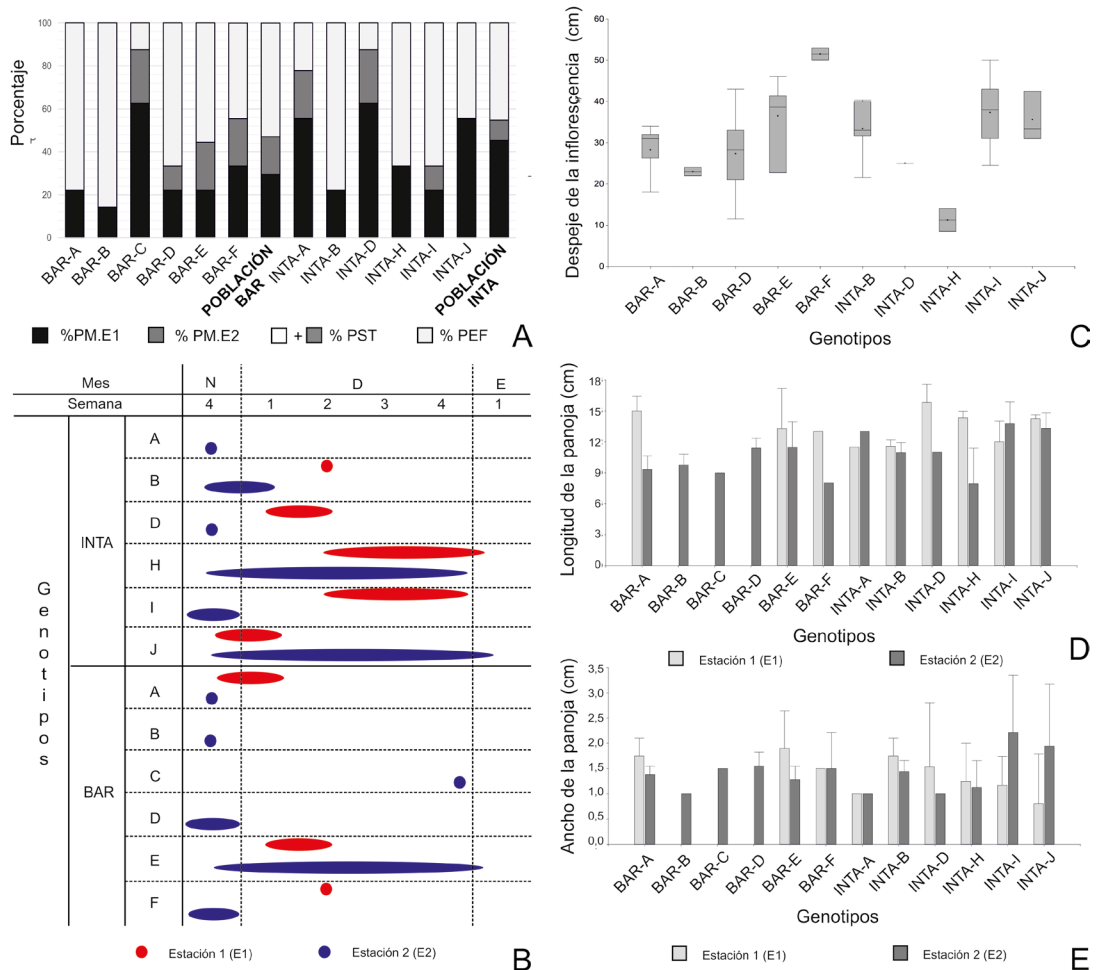 100
80
60
40
20
0
Porcentaje
BAR-A
BAR-B
BAR-C
BAR-D
BAR-E
BAR-F
POBLACIÓN
BAR
INTA-A
INTA-B
INTA-D
INTA-H
INTA-I
INTA-J
POBLACIÓN
INTA
%PM.E1
% PM.E2
+ % PST
% PEF
A
Mes N D E
Semana 4 1 2 3 4 1
Genotipos
INTA
A
B
D
H
I
J
BAR
A
B
C
D
E
F
Estación 1 (E1)
Estación 2 (E2)
B
Despeje de la inflorescencia (cm)
60
50
40
30
20
10
0
BAR-A
BAR-B
BAR-D
BAR-E
BAR-F
INTA-B
INTA-D
INTA-H
INTA-I
INTA-J
Genotipos
C
Longitud de la panoja (cm)
18
15
12
9
6
3
0
BAR-A
BAR-B
BAR-C
BAR-D
BAR-E
BAR-F
INTA-A
INTA-B
INTA-D
INTA-H
INTA-I
INTA-J
Genotipos
Estación 1 (E1)
Estación 2 (E2)
D
Ancho de la panoja (cm)
3,5
3,0
2,5
2,0
1,5
1,0
0,5
0,0
BAR-A
BAR-B
BAR-C
BAR-D
BAR-E
BAR-F
INTA-A
INTA-B
INTA-D
INTA-H
INTA-I
INTA-J
Genotipos
Estación 1 (E1)
Estación 2 (E2)
E